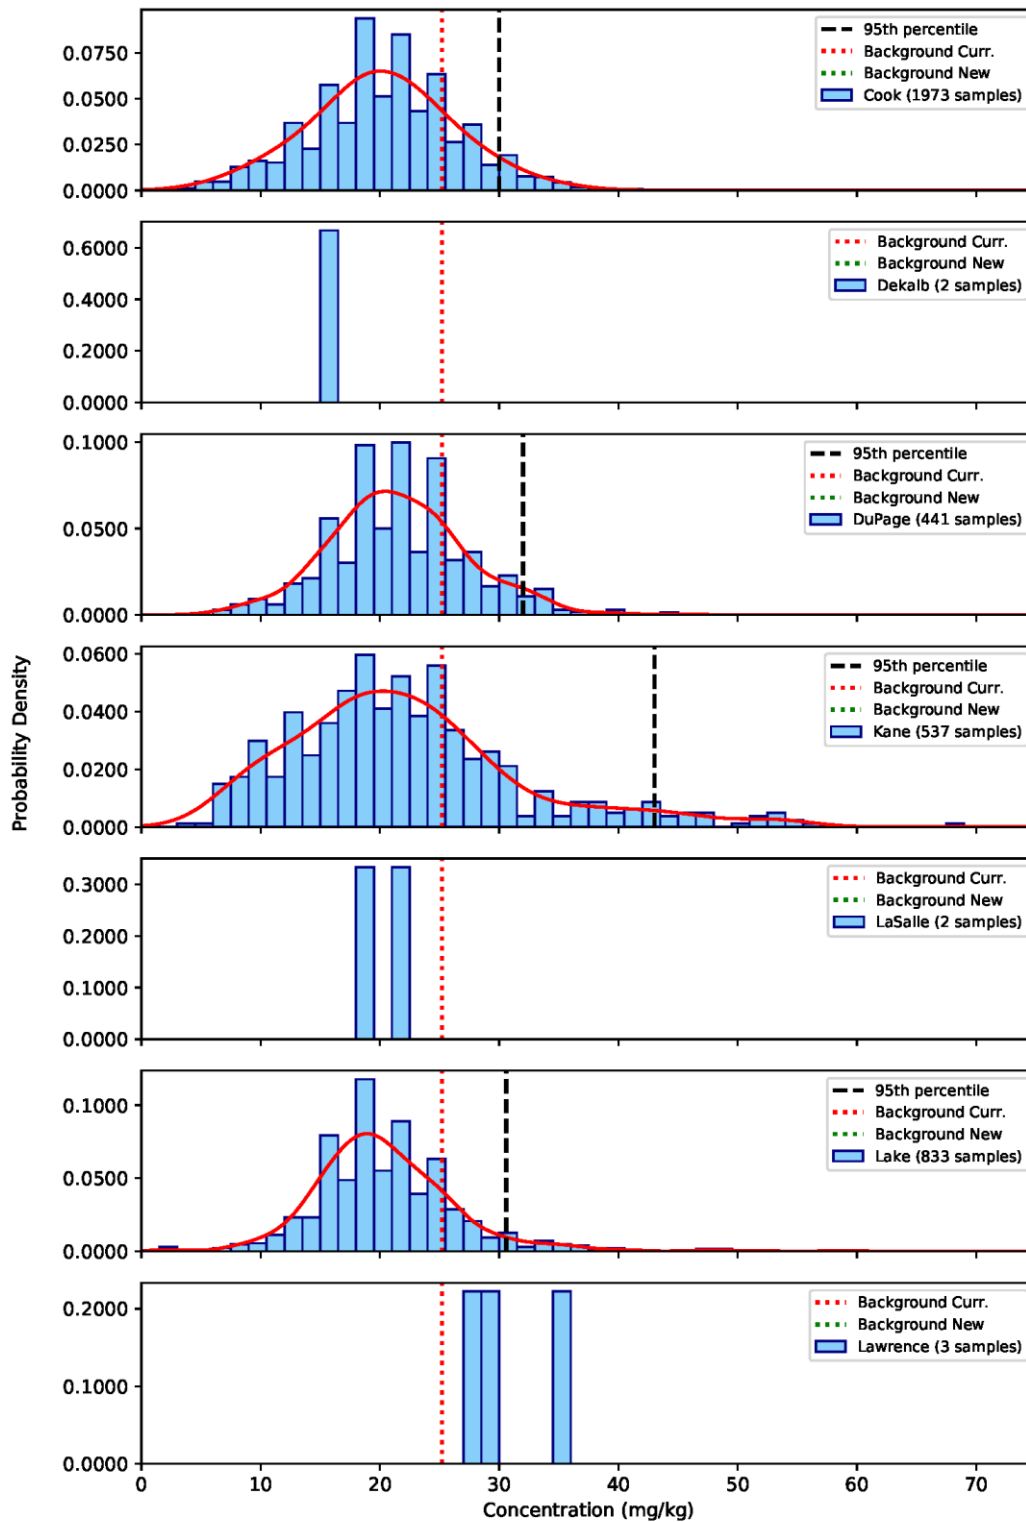 95th percentile
Background Curr.
Background New
Cook (1973 samples)
0.0750
0.0500
0.0250
0.0000
Background Curr.
Background New
Dekalb (2 samples)
0.6000
0.4000
0.2000
0.0000
95th percentile
Background Curr.
Background New
DuPage (441 samples)
0.1000
0.0500
0.0000
95th percentile
Background Curr.
Background New
Kane (537 samples)
0.0600
0.0400
0.0200
0.0000
Probability Density
Background Curr.
Background New
LaSalle (2 samples)
0.3000
0.2000
0.1000
0.0000
95th percentile
Background Curr.
Background New
Lake (833 samples)
0.1000
0.0500
0.0000
Background Curr.
Background New
Lawrence (3 samples)
0.2000
0.1000
0.0000
0 10 20 30 40 50 60 70
Concentration (mg/kg)